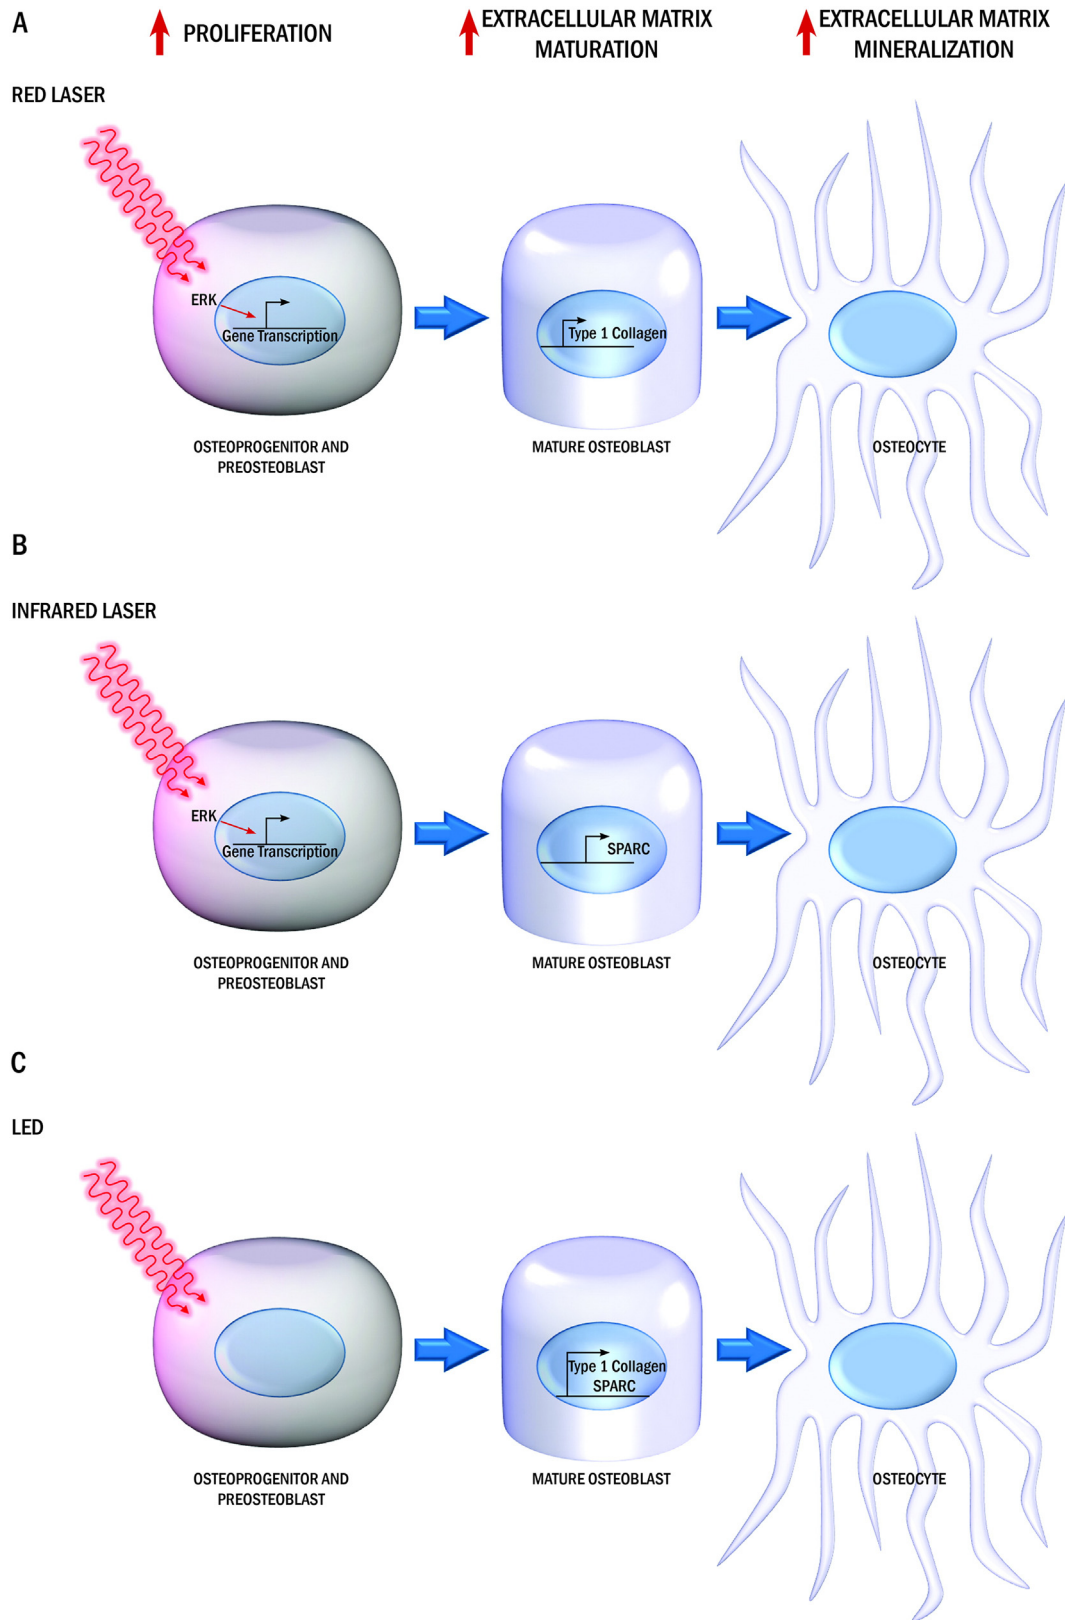 A
PROLIFERATION
EXTRACELLULAR MATRIX
MATURATION
EXTRACELLULAR MATRIX
MINERALIZATION
RED LASER
ERK
Gene Transcription
Type 1 Collagen
OSTEOPROGENITOR AND
PREOSTEOBLAST
MATURE OSTEOBLAST
OSTEOCYTE
B
INFRARED LASER
ERK
Gene Transcription
SPARC
OSTEOPROGENITOR AND
PREOSTEOBLAST
MATURE OSTEOBLAST
OSTEOCYTE
C
LED
Type 1 Collagen
SPARC
OSTEOPROGENITOR AND
PREOSTEOBLAST
MATURE OSTEOBLAST
OSTEOCYTE